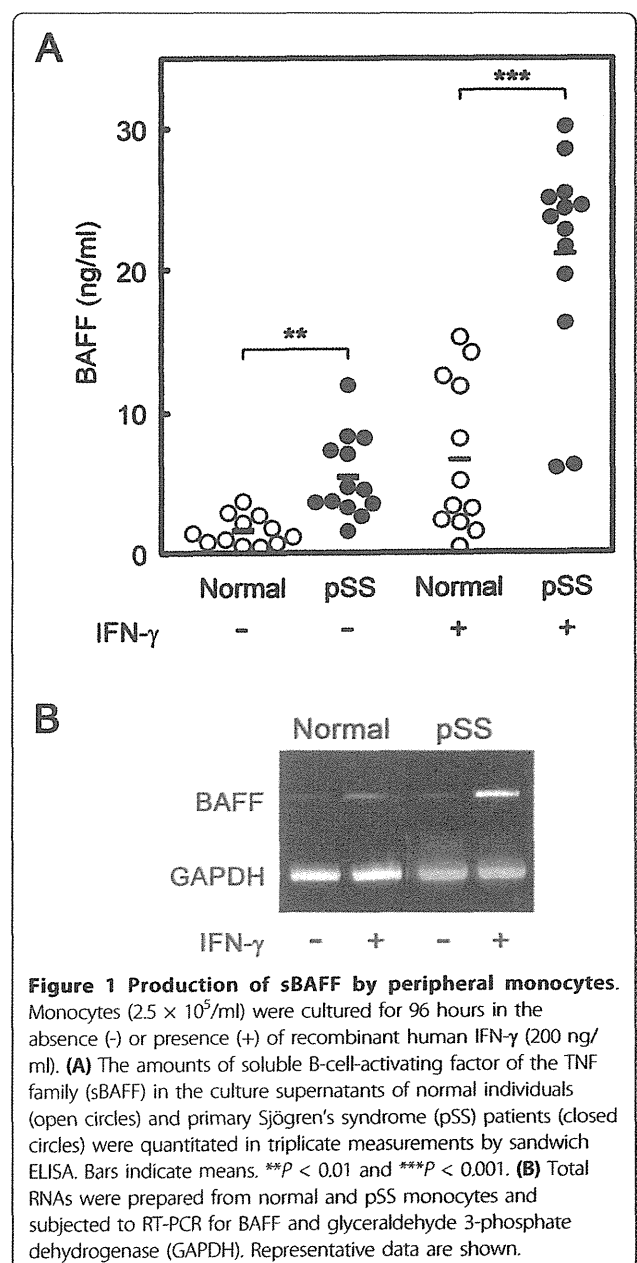 A
***
30
**
20
BAFF (ng/ml)
10
0
Normal pSS Normal pSS
IFN-γ - - + +
B
Normal pSS
BAFF
GAPDH
IFN-γ - + - +
Figure 1 Production of sBAFF by peripheral monocytes.
Monocytes (2.5 × 10⁵/ml) were cultured for 96 hours in the
absence (-) or presence (+) of recombinant human IFN-γ (200 ng/
ml). (A) The amounts of soluble B-cell-activating factor of the TNF
family (sBAFF) in the culture supernatants of normal individuals
(open circles) and primary Sjögren's syndrome (pSS) patients (closed
circles) were quantitated in triplicate measurements by sandwich
ELISA. Bars indicate means. **P < 0.01 and ***P < 0.001. (B) Total
RNAs were prepared from normal and pSS monocytes and
subjected to RT-PCR for BAFF and glyceraldehyde 3-phosphate
dehydrogenase (GAPDH). Representative data are shown.